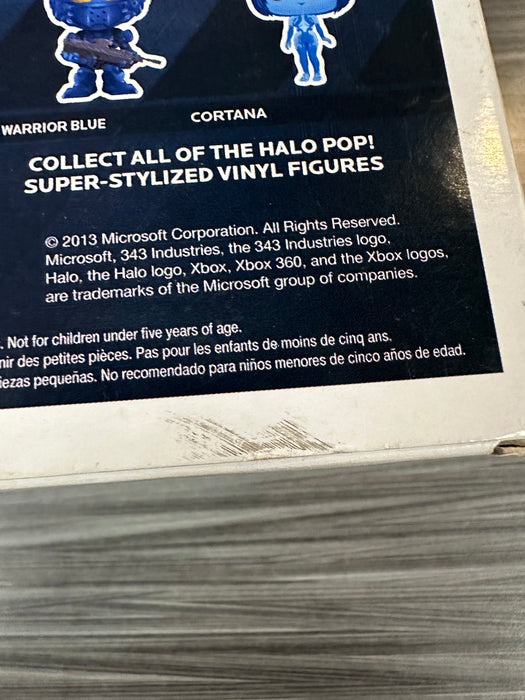 WARRIOR BLUE
CORTANA
COLLECT ALL OF THE HALO POP!
SUPER-STYLIZED VINYL FIGURES
© 2013 Microsoft Corporation. All Rights Reserved.
Microsoft, 343 Industries, the 343 Industries logo,
Halo, the Halo logo, Xbox, Xbox 360, and the Xbox logos,
are trademarks of the Microsoft group of companies.
. Not for children under five years of age.
nir des petites pièces. Pas pour les enfants de moins de cinq ans.
iezas pequeñas. No recomendado para niños menores de cinco años de edad.